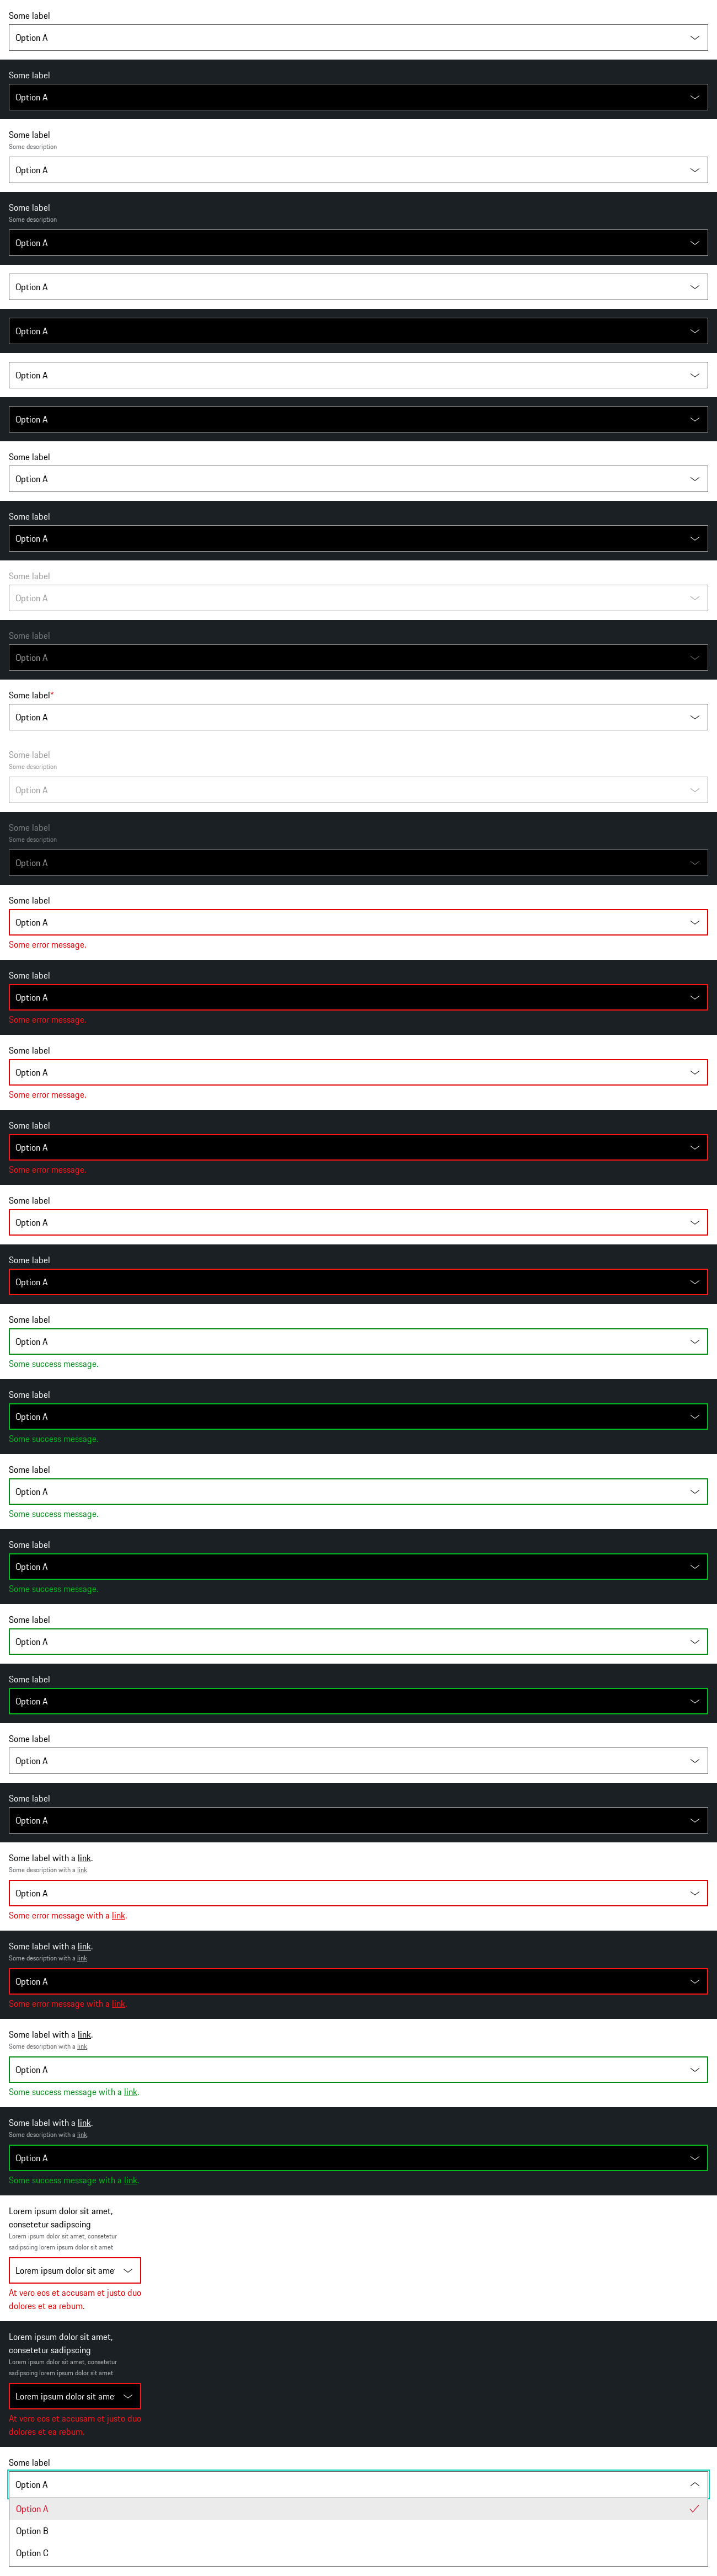 Some label
Option A
Some label
Option A
Some label
Some description
Option A
Some label
Some description
Option A
Option A
Option A
Option A
Option A
Some label
Option A
Some label
Option A
Some label
Option A
Some label
Option A
Some label*
Option A
Some label
Some description
Option A
Some label
Some description
Option A
Some label
Option A
Some error message.
Some label
Option A
Some error message.
Some label
Option A
Some error message.
Some label
Option A
Some error message.
Some label
Option A
Some label
Option A
Some label
Option A
Some success message.
Some label
Option A
Some success message.
Some label
Option A
Some success message.
Some label
Option A
Some success message.
Some label
Option A
Some label
Option A
Some label
Option A
Some label
Option A
Some label with a link.
Some description with a link.
Option A
Some error message with a link.
Some label with a link.
Some description with a link.
Option A
Some error message with a link.
Some label with a link.
Some description with a link.
Option A
Some success message with a link.
Some label with a link.
Some description with a link.
Option A
Some success message with a link.
Lorem ipsum dolor sit amet,
consetetur sadipscing
Lorem ipsum dolor sit amet, consetetur
sadipscing lorem ipsum dolor sit amet
Lorem ipsum dolor sit ame
At vero eos et accusam et justo duo
dolores et ea rebum.
Lorem ipsum dolor sit amet,
consetetur sadipscing
Lorem ipsum dolor sit amet, consetetur
sadipscing lorem ipsum dolor sit amet
Lorem ipsum dolor sit ame
At vero eos et accusam et justo duo
dolores et ea rebum.
Some label
Option A
Option A
Option B
Option C